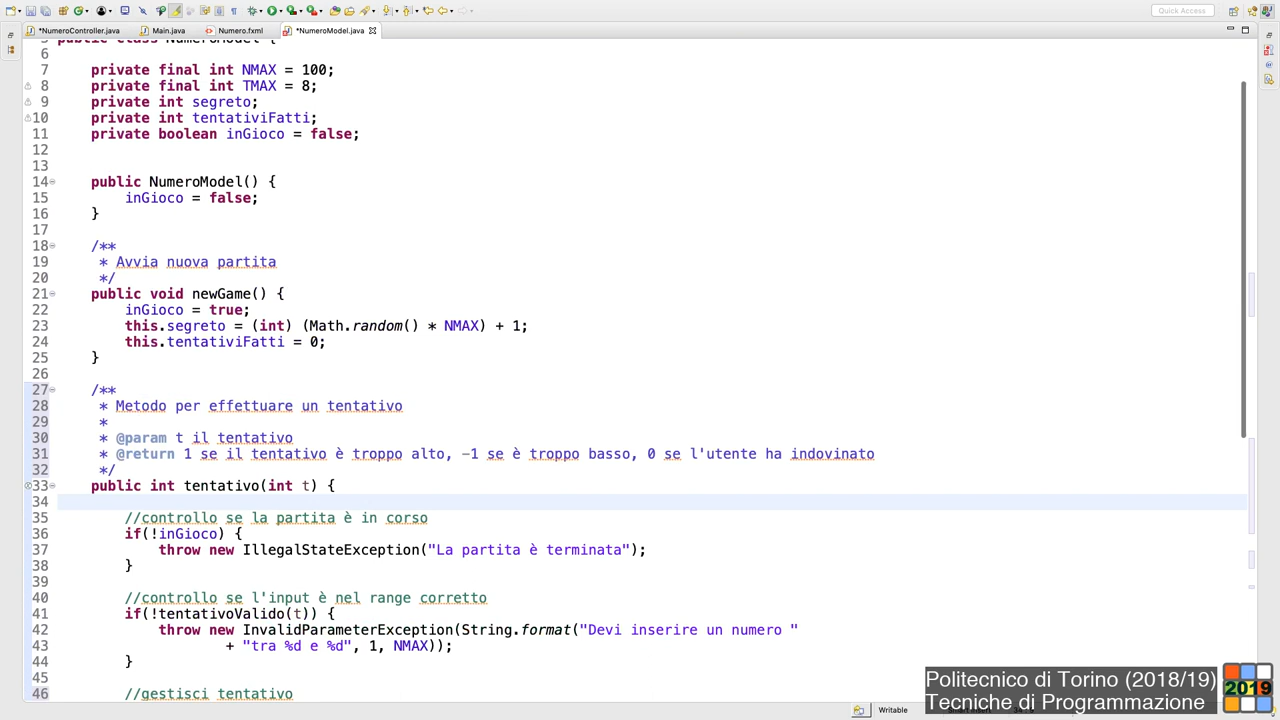 Quick Access
*NumeroController.java
Main.java
Numero.fxml
*NumeroModel.java
5 public class NumeroModel {
6
7 private final int NMAX = 100;
8 private final int TMAX = 8;
9 private int segreto;
10 private int tentativiFatti;
11 private boolean inGioco = false;
12
13
14 public NumeroModel() {
15 inGioco = false;
16 }
17
18 /**
19 * Avvia nuova partita
20 */
21 public void newGame() {
22 inGioco = true;
23 this.segreto = (int) (Math.random() * NMAX) + 1;
24 this.tentativiFatti = 0;
25 }
26
27 /**
28 * Metodo per effettuare un tentativo
29 *
30 * @param t il tentativo
31 * @return 1 se il tentativo è troppo alto, -1 se è troppo basso, 0 se l'utente ha indovinato
32 */
33 public int tentativo(int t) {
34
35 //controllo se la partita è in corso
36 if(!inGioco) {
37 throw new IllegalStateException("La partita è terminata");
38 }
39
40 //controllo se l'input è nel range corretto
41 if(!tentativoValido(t)) {
42 throw new InvalidParameterException(String.format("Devi inserire un numero "
43 + "tra %d e %d", 1, NMAX));
44 }
45
46 //gestisci tentativo
Politecnico di Torino (2018/19)
Tecniche di Programmazione
2019
Writable